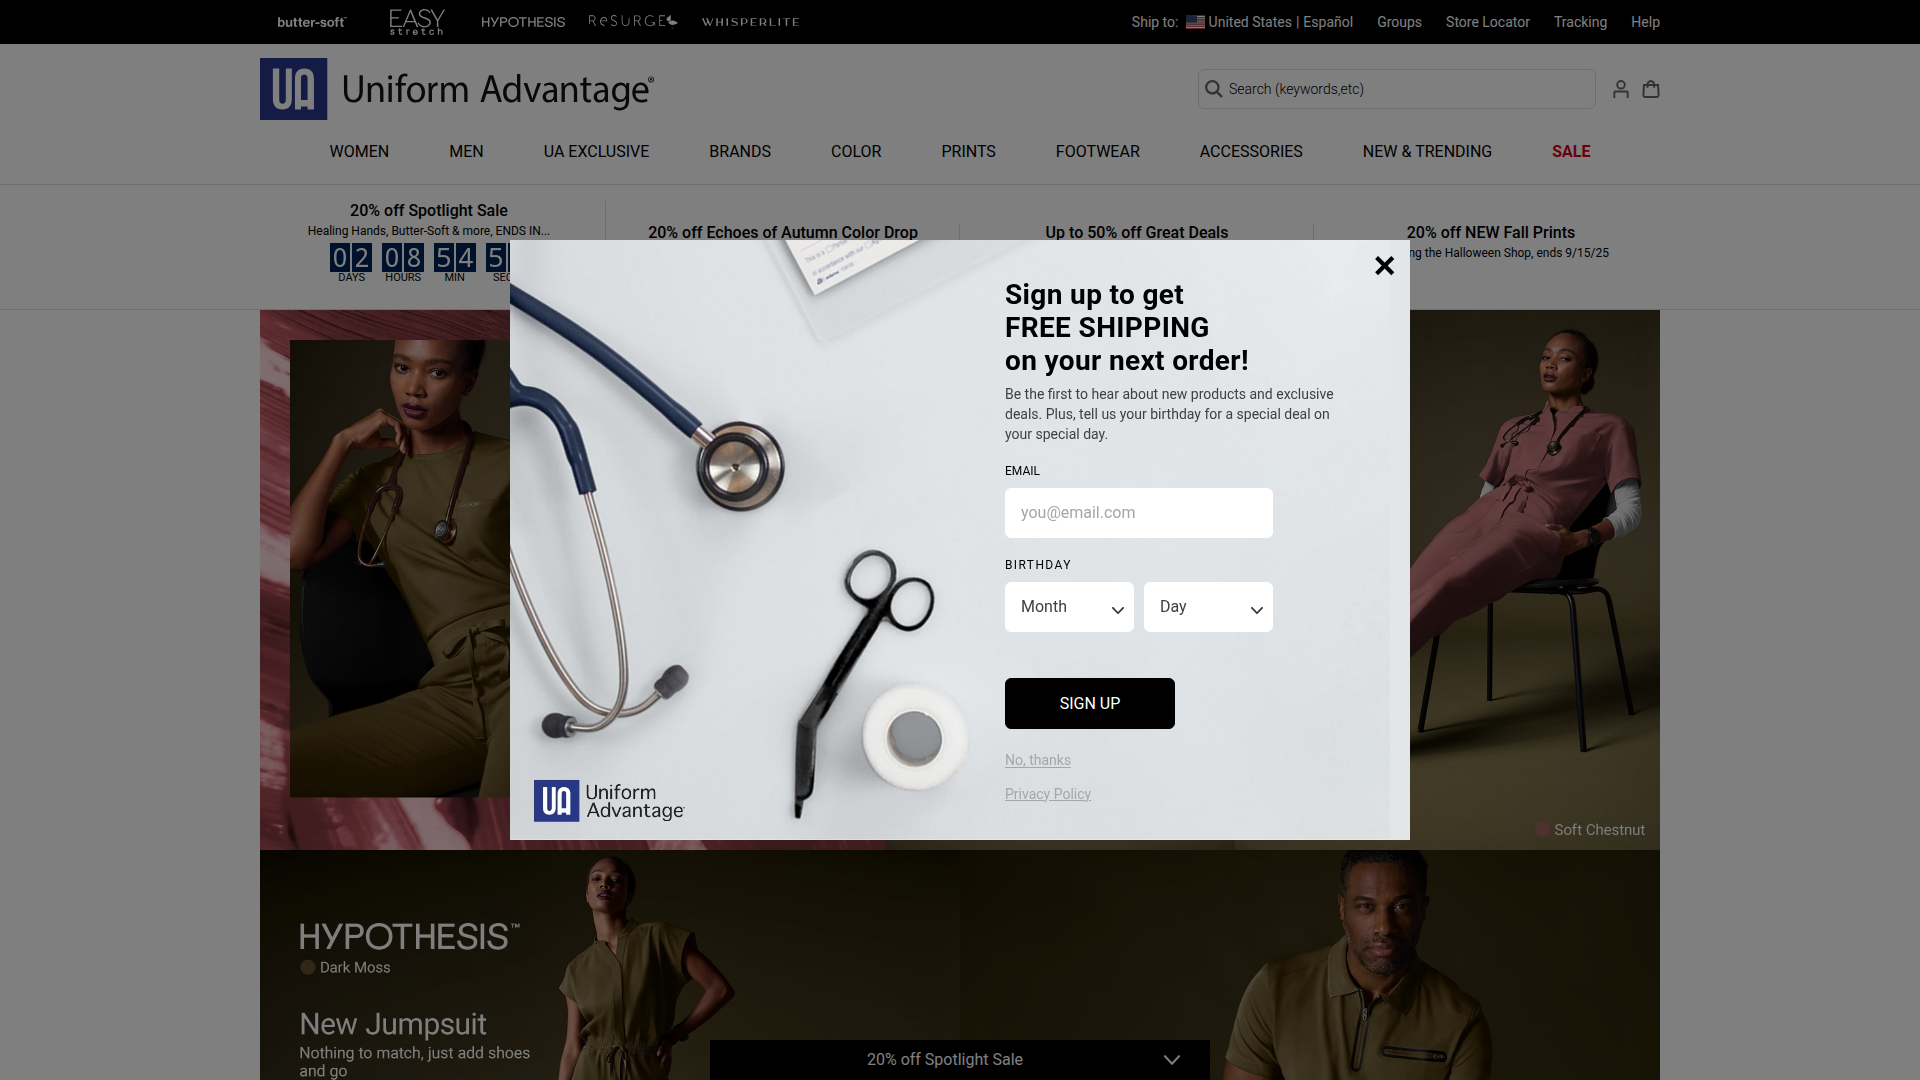 butter-soft
EASY
stretch
HYPOTHESIS
ReSURGE
WHISPERLITE
Ship to: United States | Español
Groups
Store Locator
Tracking
Help
UA Uniform Advantage®
Search (keywords,etc)
WOMEN
MEN
UA EXCLUSIVE
BRANDS
COLOR
PRINTS
FOOTWEAR
ACCESSORIES
NEW & TRENDING
SALE
20% off Spotlight Sale
Healing Hands, Butter-Soft & more, ENDS IN...
02 08 54 5
DAYS HOURS MIN SEC
20% off Echoes of Autumn Color Drop
Up to 50% off Great Deals
20% off NEW Fall Prints
the Halloween Shop, ends 9/15/25
Sign up to get
FREE SHIPPING
on your next order!
Be the first to hear about new products and exclusive
deals. Plus, tell us your birthday for a special deal on
your special day.
EMAIL
you@email.com
BIRTHDAY
Month
Day
SIGN UP
No, thanks
Privacy Policy
UA Uniform
Advantage
Soft Chestnut
HYPOTHESIS™
Dark Moss
New Jumpsuit
Nothing to match, just add shoes
and go
20% off Spotlight Sale